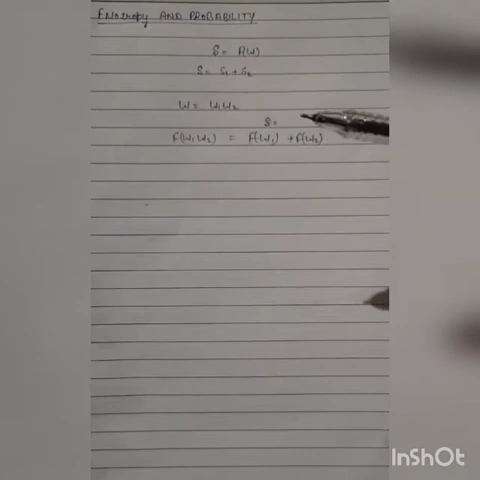 ENtropy AND PROBABILITY
S = f(W)
S = S₁ + S₂
W = W₁W₂
S =
F(W₁W₂) = F(W₁) + F(W₂)
InShOt